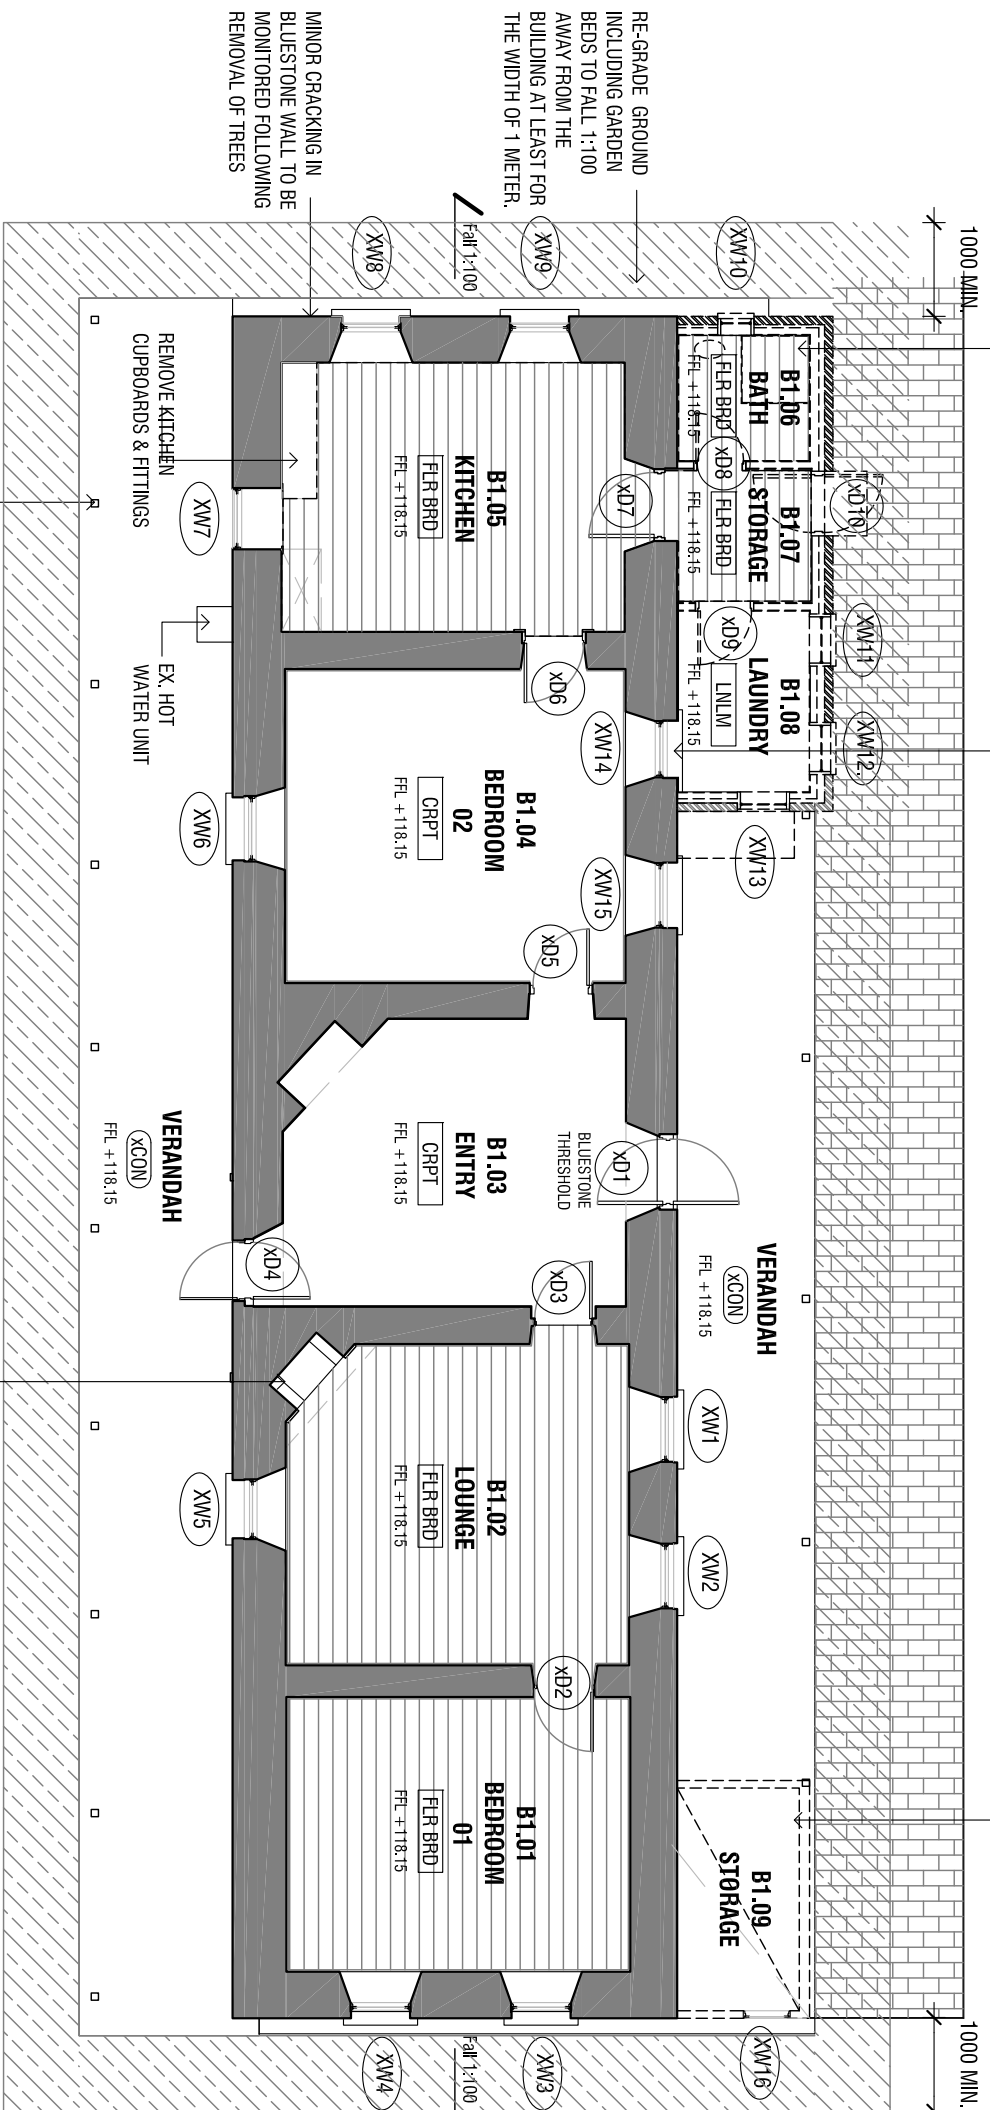 RE-GRADE GROUND
INCLUDING GARDEN
BEDS TO FALL 1:100
AWAY FROM THE
BUILDING AT LEAST FOR
THE WIDTH OF 1 METER.
MINOR CRACKING IN
BLUESTONE WALL TO BE
MONITORED FOLLOWING
REMOVAL OF TREES
1000 MIN.
1000 MIN.
XW10
XW9
Fall 1:100
XW8
B1.06
BATH
FLR BRD
FFL +118.15
xD8
xD10
B1.07
STORAGE
FLR BRD
FFL +118.15
xD7
xD9
XW11
XW12.
B1.08
LAUNDRY
LNLM
FFL +118.15
XW13
B1.05
KITCHEN
FLR BRD
FFL +118.15
REMOVE KITCHEN
CUPBOARDS & FITTINGS
XW7
EX. HOT
WATER UNIT
xD6
XW14
XW15
B1.04
BEDROOM
02
CRPT
FFL +118.15
XW6
xD5
B1.03
ENTRY
CRPT
FFL +118.15
BLUESTONE
THRESHOLD
xD1
xD4
xD3
VERANDAH
xCON
FFL +118.15
VERANDAH
xCON
FFL +118.15
XW1
XW2
B1.02
LOUNGE
FLR BRD
FFL +118.15
XW5
xD2
B1.01
BEDROOM
01
FLR BRD
FFL +118.15
B1.09
STORAGE
XW16
XW3
Fall 1:100
XW4